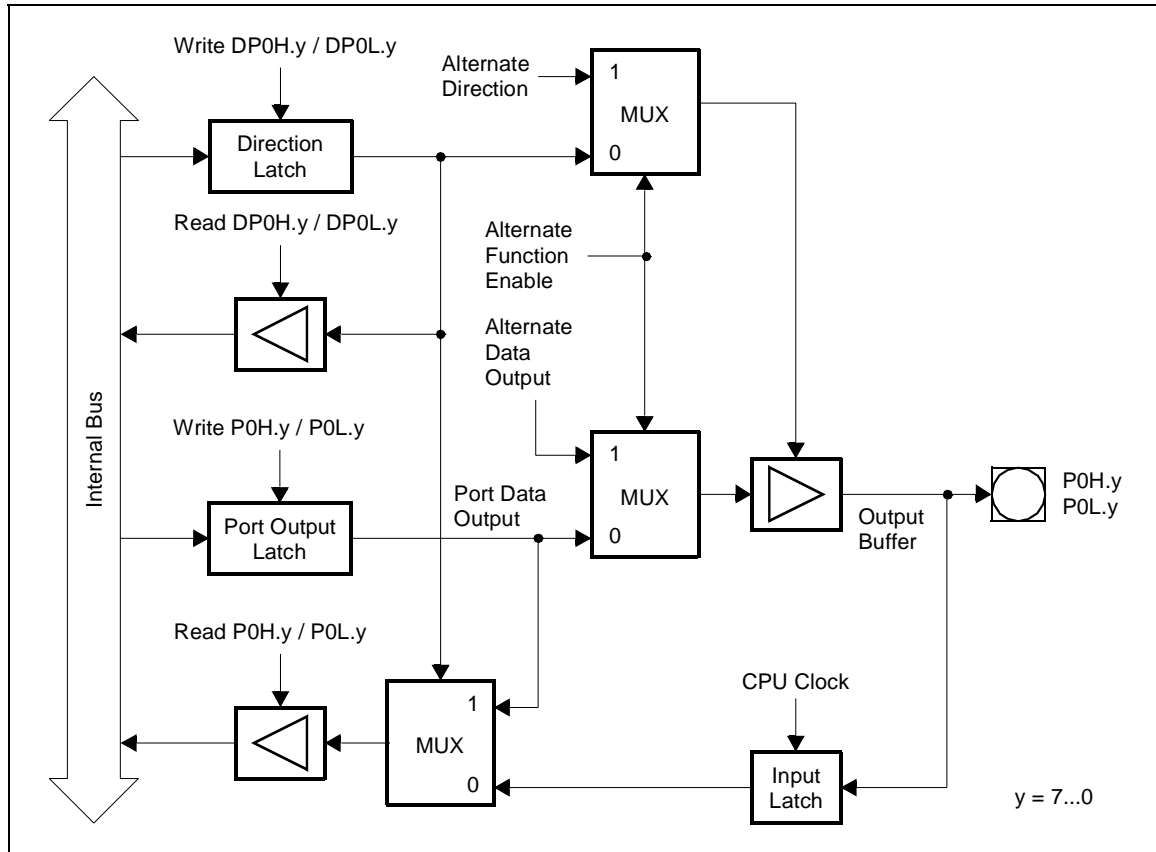 Write DP0H.y / DP0L.y
Alternate
Direction
1
MUX
0
Direction
Latch
Read DP0H.y / DP0L.y
Alternate
Function
Enable
Alternate
Data
Output
Internal Bus
Write P0H.y / P0L.y
1
MUX
0
Port Data
Output
Port Output
Latch
Output
Buffer
P0H.y
P0L.y
Read P0H.y / P0L.y
CPU Clock
1
MUX
0
Input
Latch
y = 7...0